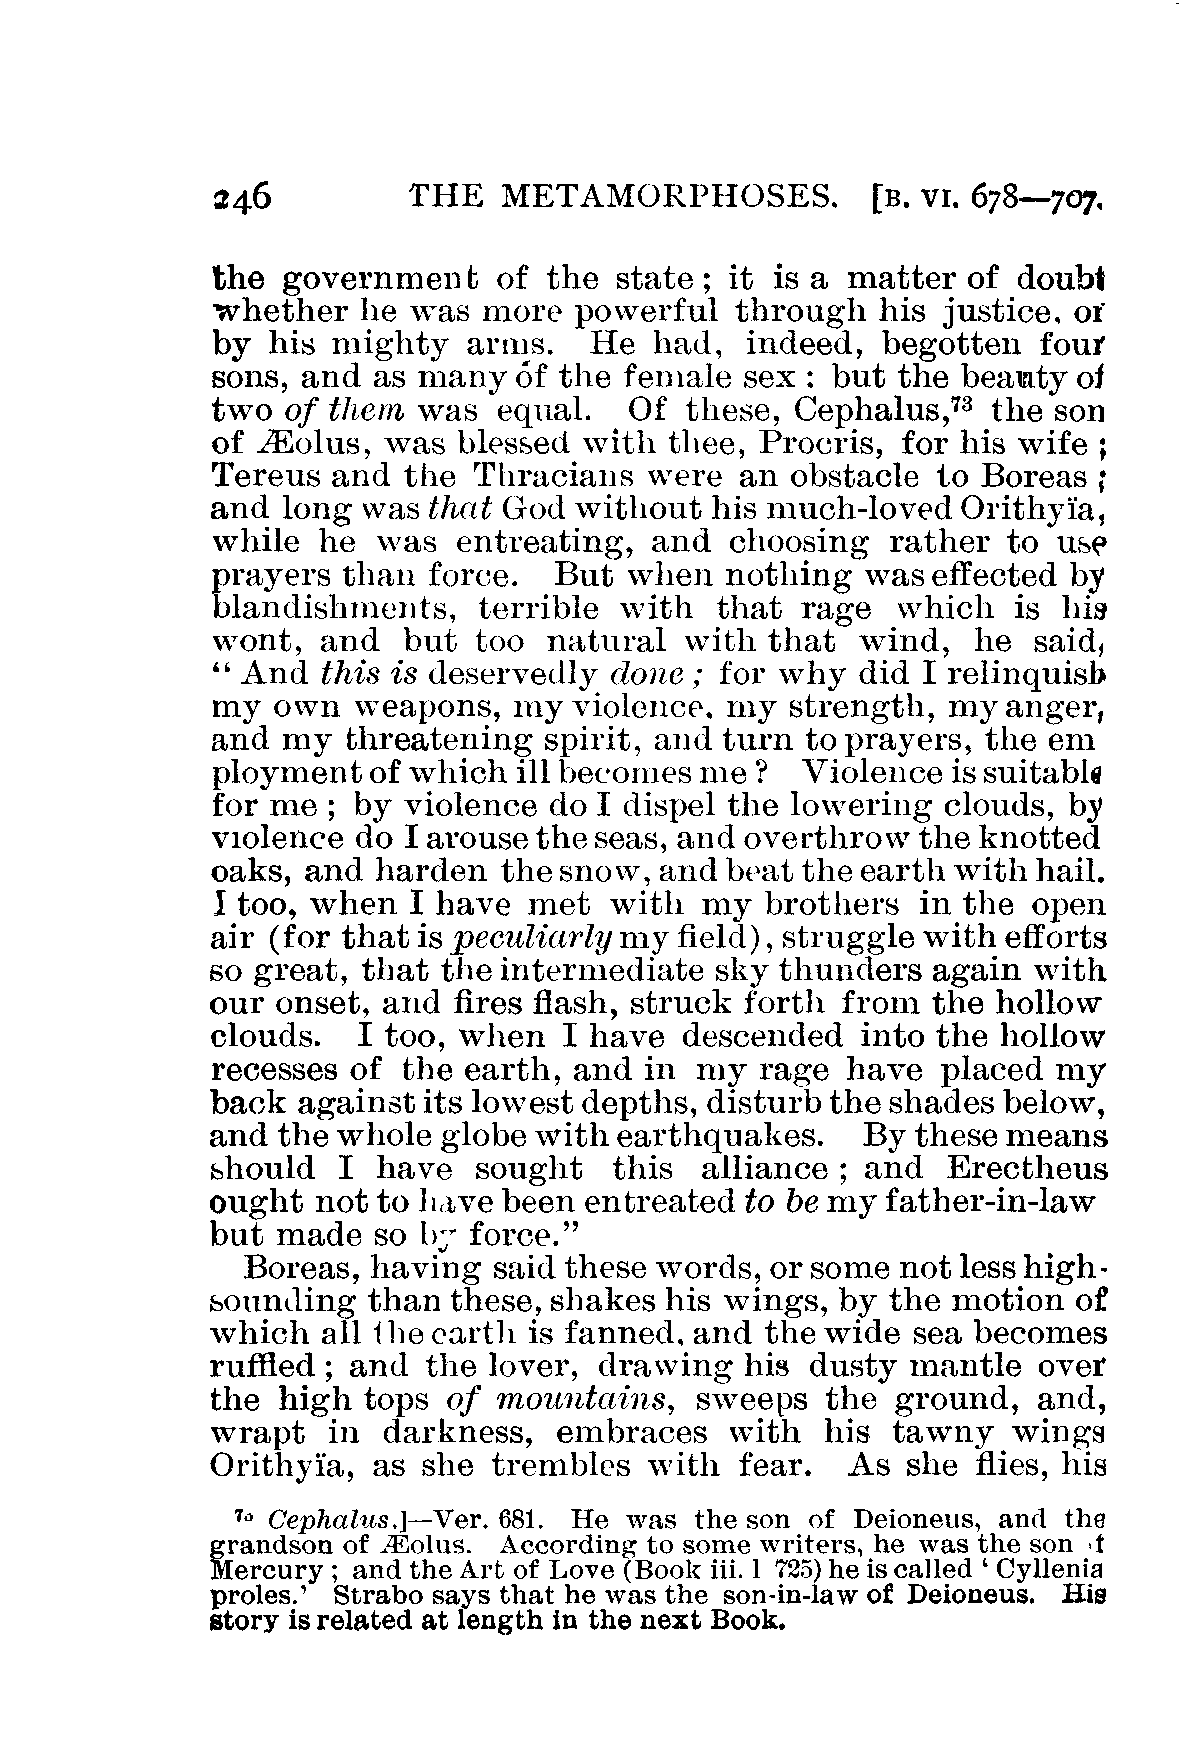 246 THE METAMORPHOSES. [B. VI. 678—707.
the government of the state; it is a matter of doubt
whether he was more powerful through his justice, or
by his mighty arms. He had, indeed, begotten four
sons, and as many of the female sex: but the beauty of
two of them was equal. Of these, Cephalus,⁷³ the son
of Æolus, was blessed with thee, Procris, for his wife;
Tereus and the Thracians were an obstacle to Boreas;
and long was that God without his much-loved Orithyïa,
while he was entreating, and choosing rather to use
prayers than force. But when nothing was effected by
blandishments, terrible with that rage which is his
wont, and but too natural with that wind, he said,
“And this is deservedly done; for why did I relinquish
my own weapons, my violence, my strength, my anger,
and my threatening spirit, and turn to prayers, the em
ployment of which ill becomes me? Violence is suitable
for me; by violence do I dispel the lowering clouds, by
violence do I arouse the seas, and overthrow the knotted
oaks, and harden the snow, and beat the earth with hail.
I too, when I have met with my brothers in the open
air (for that is peculiarly my field), struggle with efforts
so great, that the intermediate sky thunders again with
our onset, and fires flash, struck forth from the hollow
clouds. I too, when I have descended into the hollow
recesses of the earth, and in my rage have placed my
back against its lowest depths, disturb the shades below,
and the whole globe with earthquakes. By these means
should I have sought this alliance; and Erectheus
ought not to have been entreated to be my father-in-law
but made so by force.”
Boreas, having said these words, or some not less high-
sounding than these, shakes his wings, by the motion of
which all the earth is fanned, and the wide sea becomes
ruffled; and the lover, drawing his dusty mantle over
the high tops of mountains, sweeps the ground, and,
wrapt in darkness, embraces with his tawny wings
Orithyïa, as she trembles with fear. As she flies, his
⁷³ Cephalus.]—Ver. 681. He was the son of Deioneus, and the
grandson of Æolus. According to some writers, he was the son of
Mercury; and the Art of Love (Book iii. l 725) he is called ‘Cyllenia
proles.’ Strabo says that he was the son-in-law of Deioneus. His
story is related at length in the next Book.